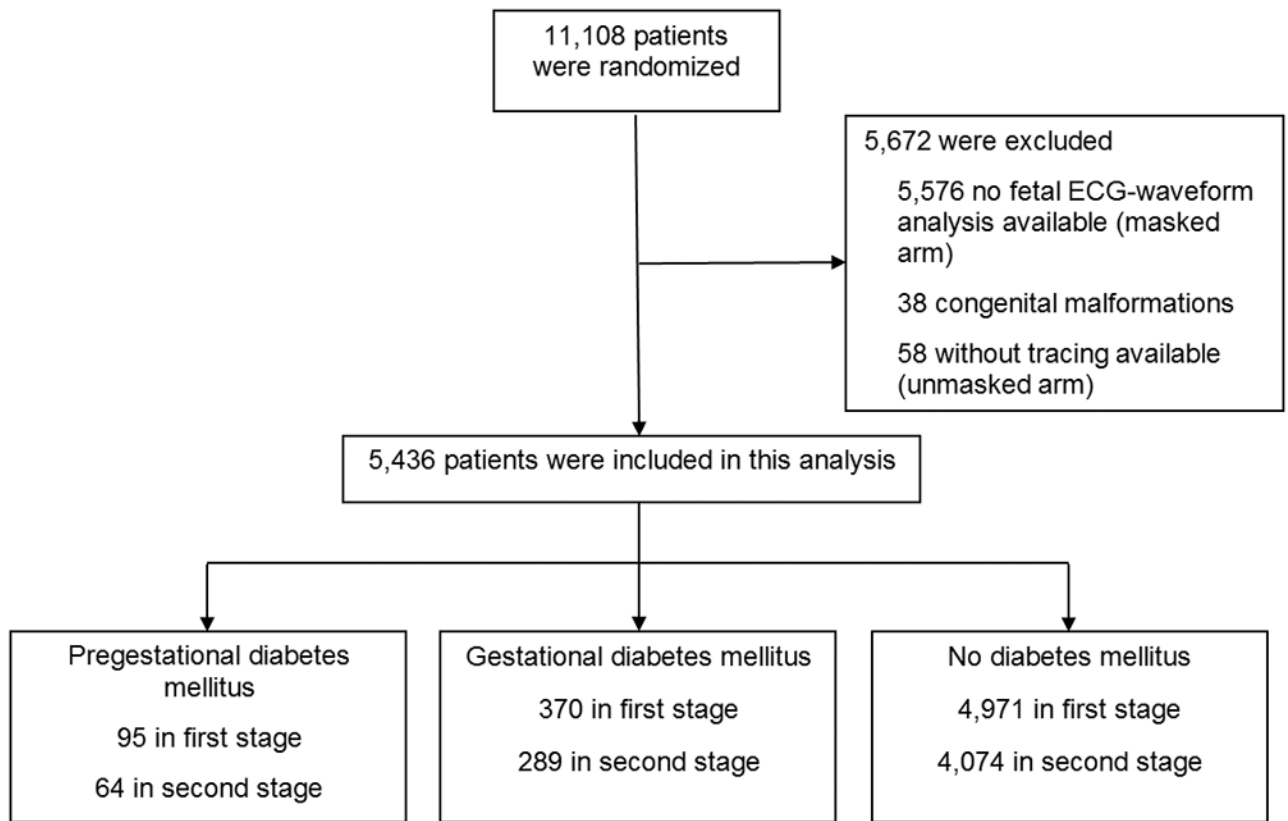 11,108 patients
were randomized
5,672 were excluded
5,576 no fetal ECG-waveform
analysis available (masked
arm)
38 congenital malformations
58 without tracing available
(unmasked arm)
5,436 patients were included in this analysis
Pregestational diabetes
mellitus
95 in first stage
64 in second stage
Gestational diabetes mellitus
370 in first stage
289 in second stage
No diabetes mellitus
4,971 in first stage
4,074 in second stage